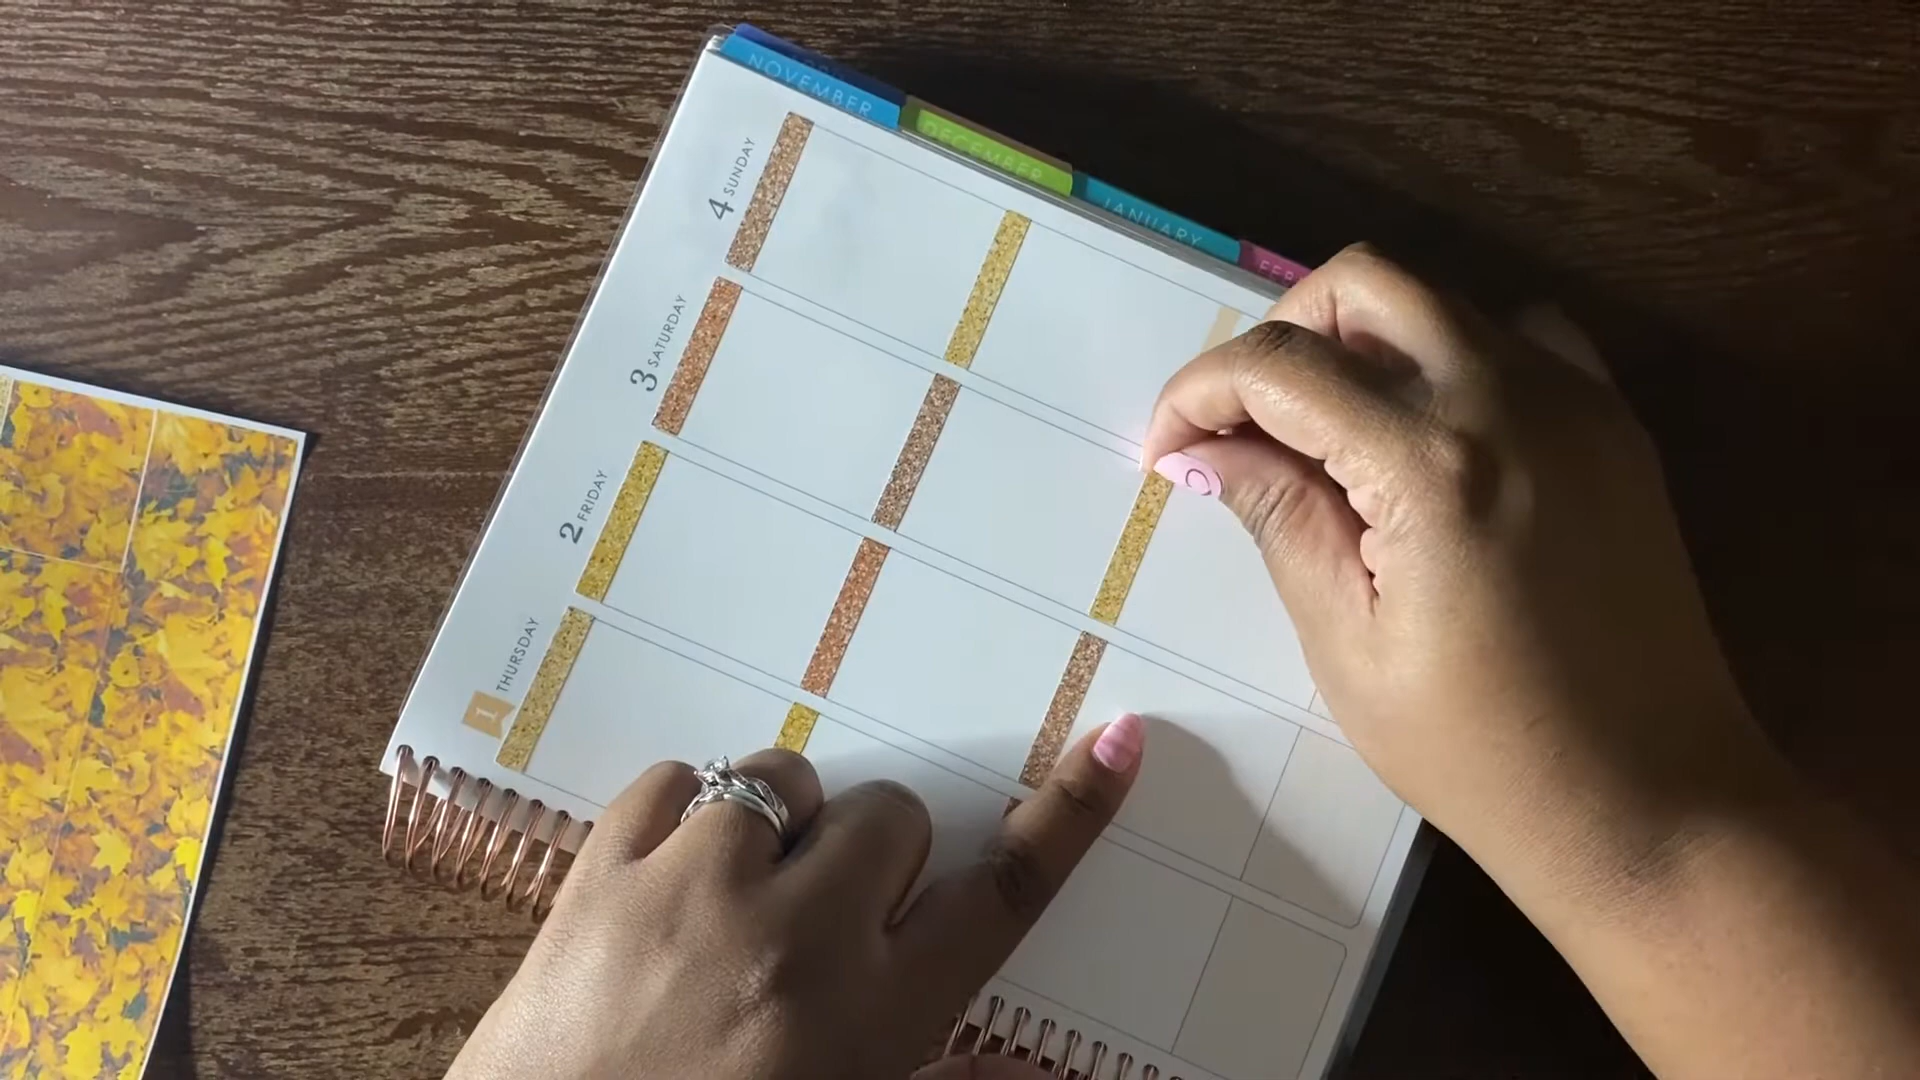 NOVEMBER
DECEMBER
JANUARY
4 SUNDAY
3 SATURDAY
2 FRIDAY
1 THURSDAY